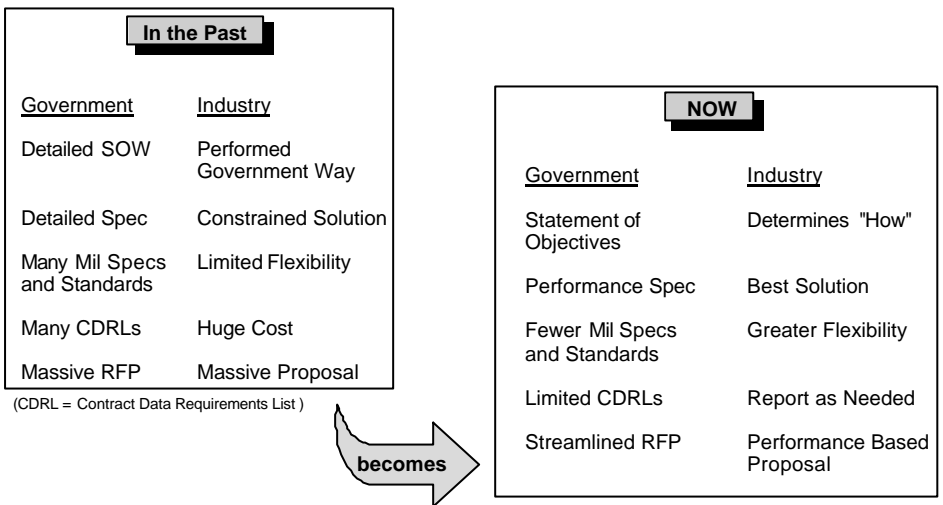 In the Past
Government Industry
Detailed SOW Performed
Government Way
Detailed Spec Constrained Solution
Many Mil Specs Limited Flexibility
and Standards
Many CDRLs Huge Cost
Massive RFP Massive Proposal
(CDRL = Contract Data Requirements List )
becomes
NOW
Government Industry
Statement of Determines "How"
Objectives
Performance Spec Best Solution
Fewer Mil Specs Greater Flexibility
and Standards
Limited CDRLs Report as Needed
Streamlined RFP Performance Based
Proposal